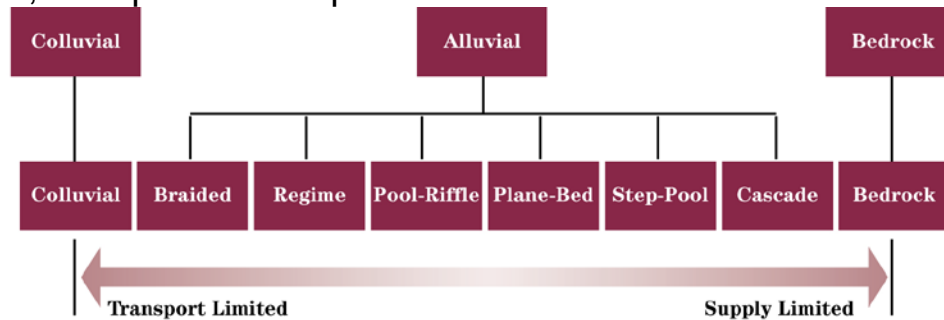 Colluvial Alluvial Bedrock
Colluvial Braided Regime Pool-Riffle Plane-Bed Step-Pool Cascade Bedrock
Transport Limited Supply Limited